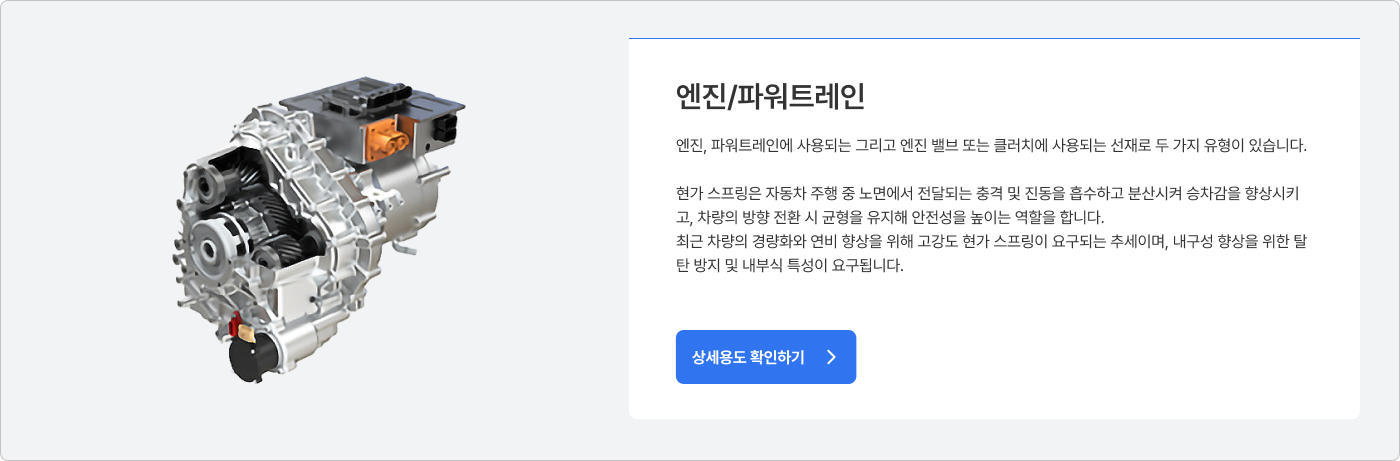 엔진/파워트레인
엔진, 파워트레인에 사용되는 그리고 엔진 밸브 또는 클러치에 사용되는 선재로 두 가지 유형이 있습니다.
현가 스프링은 자동차 주행 중 노면에서 전달되는 충격 및 진동을 흡수하고 분산시켜 승차감을 향상시키
고, 차량의 방향 전환 시 균형을 유지해 안전성을 높이는 역할을 합니다.
최근 차량의 경량화와 연비 향상을 위해 고강도 현가 스프링이 요구되는 추세이며, 내구성 향상을 위한 탈
탄 방지 및 내부식 특성이 요구됩니다.
상세용도 확인하기